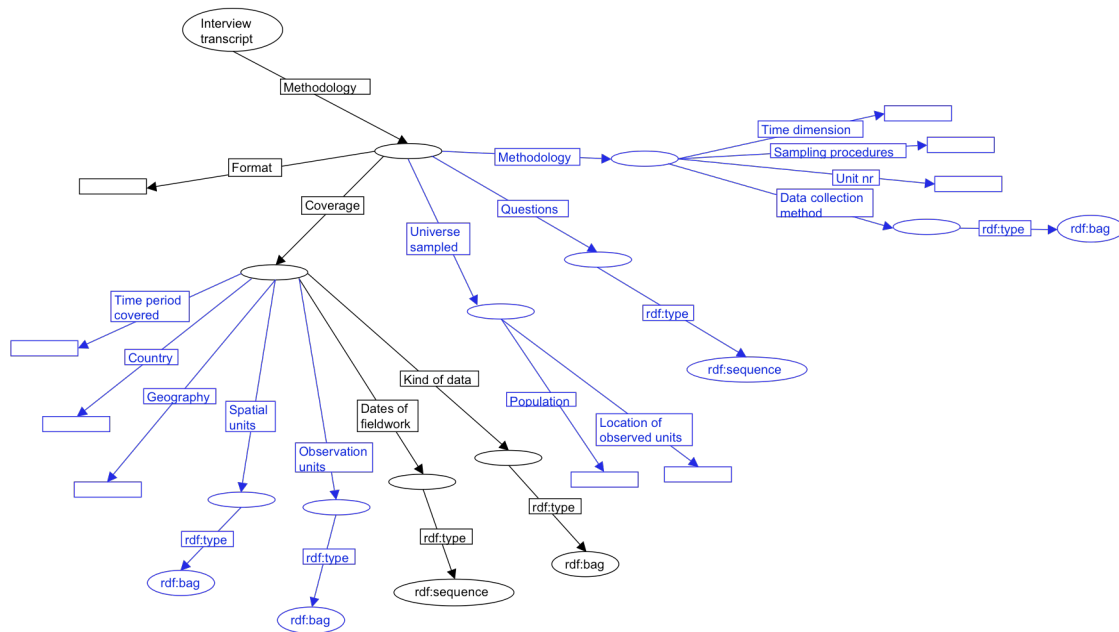 Interview
transcript
Methodology
Time dimension
Sampling procedures
Methodology
Format
Unit nr
Data collection
method
Coverage
Questions
Universe
sampled
rdf:type
rdf:bag
Time period
covered
rdf:type
Country
Kind of data
rdf:sequence
Geography
Spatial
units
Dates of
fieldwork
Population
Location of
observed units
Observation
units
rdf:type
rdf:type
rdf:type
rdf:type
rdf:bag
rdf:bag
rdf:sequence
rdf:bag